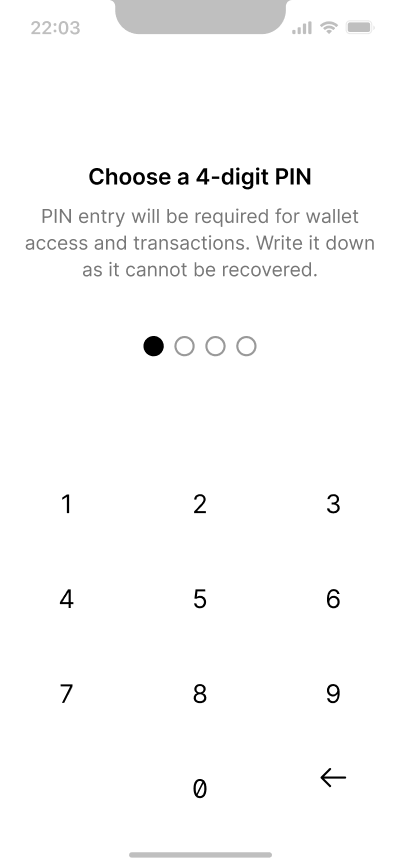 22:03
Choose a 4-digit PIN
PIN entry will be required for wallet
access and transactions. Write it down
as it cannot be recovered.
1 2 3
4 5 6
7 8 9
0